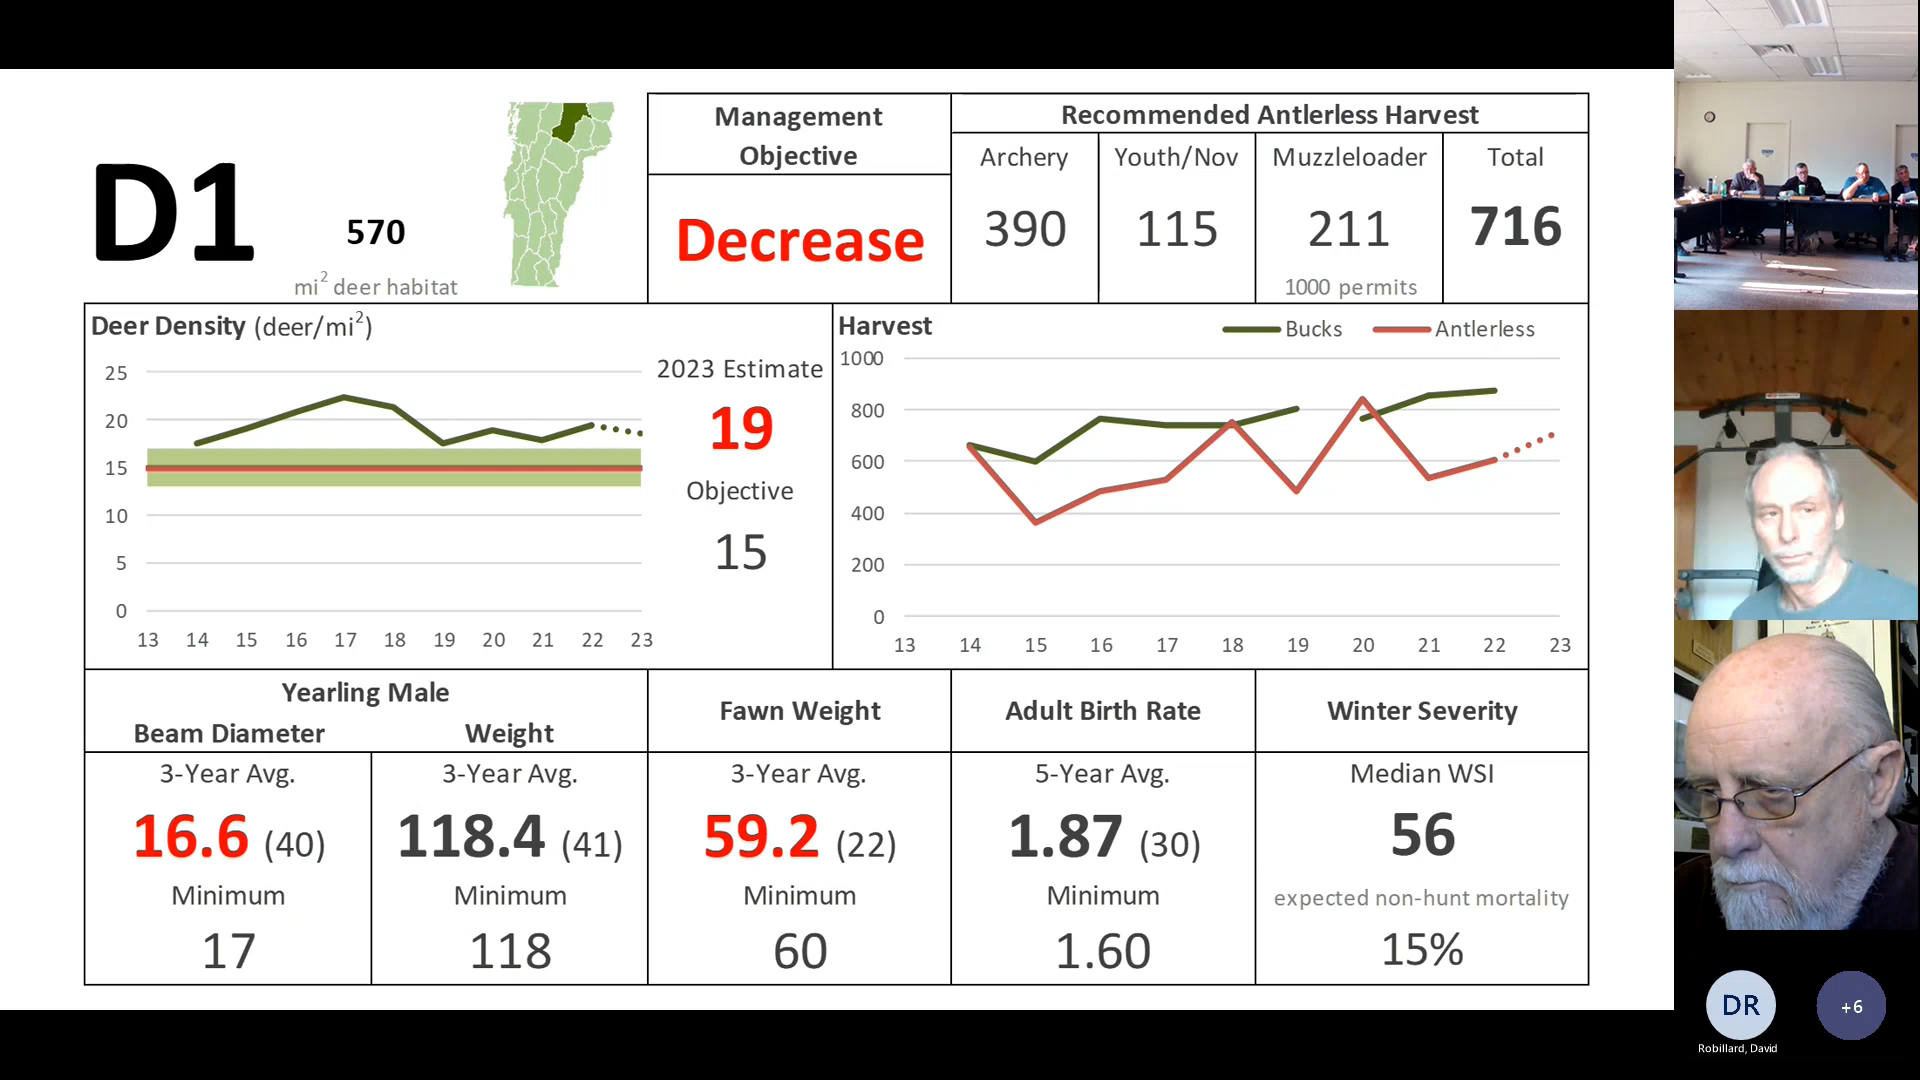 D1
570
mi² deer habitat
Management
Objective
Decrease
Recommended Antlerless Harvest
Archery
Youth/Nov
Muzzleloader
Total
390
115
211
716
1000 permits
Deer Density (deer/mi²)
25
20
15
10
5
0
13 14 15 16 17 18 19 20 21 22 23
2023 Estimate
19
Objective
15
Harvest
Bucks
Antlerless
1000
800
600
400
200
0
13 14 15 16 17 18 19 20 21 22 23
Yearling Male
Beam Diameter
Weight
Fawn Weight
Adult Birth Rate
Winter Severity
3-Year Avg.
3-Year Avg.
3-Year Avg.
5-Year Avg.
Median WSI
16.6 (40)
118.4 (41)
59.2 (22)
1.87 (30)
56
Minimum
Minimum
Minimum
Minimum
expected non-hunt mortality
17
118
60
1.60
15%
DR
+6
Robillard, David